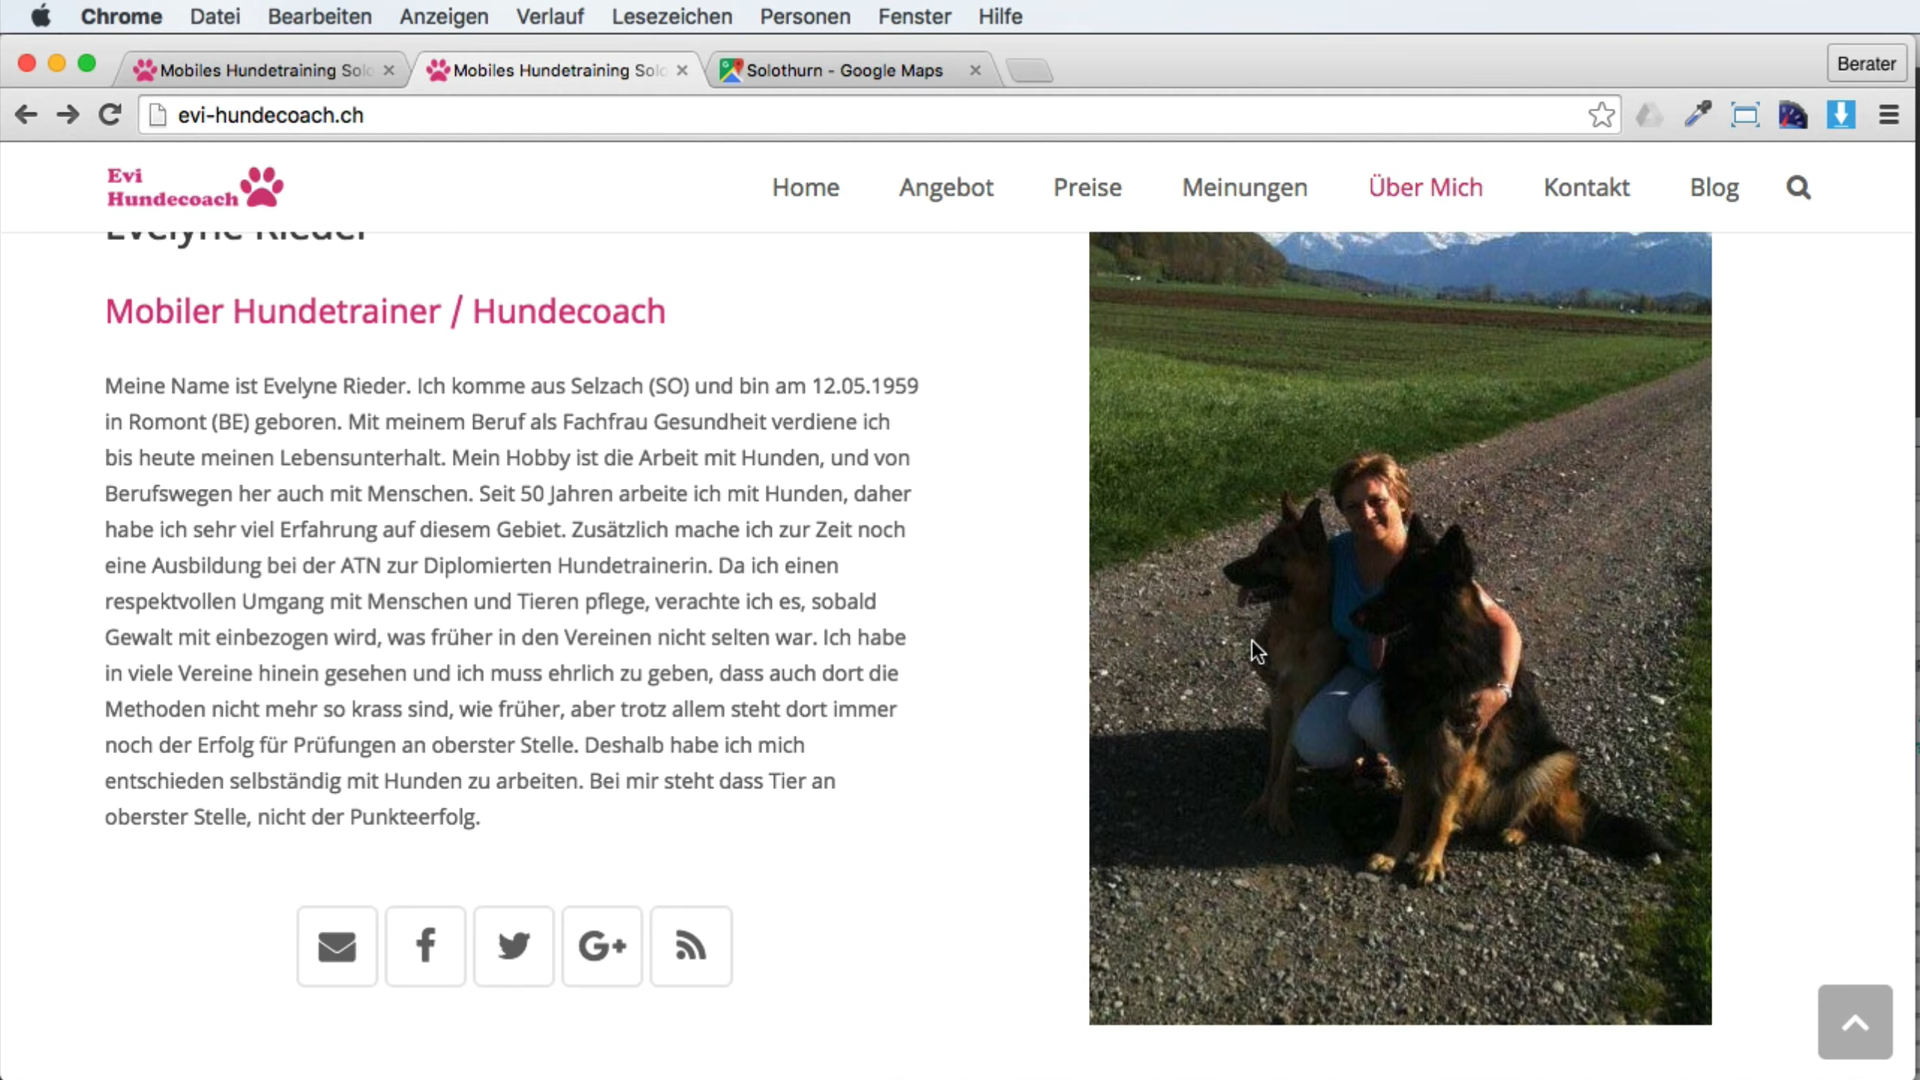 Chrome Datei Bearbeiten Anzeigen Verlauf Lesezeichen Personen Fenster Hilfe
Mobiles Hundetraining Solo Mobiles Hundetraining Solo Solothurn - Google Maps Berater
evi-hundecoach.ch
Evi
Hundecoach
Home Angebot Preise Meinungen Über Mich Kontakt Blog
Evelyne Rieder
Mobiler Hundetrainer / Hundecoach
Meine Name ist Evelyne Rieder. Ich komme aus Selzach (SO) und bin am 12.05.1959
in Romont (BE) geboren. Mit meinem Beruf als Fachfrau Gesundheit verdiene ich
bis heute meinen Lebensunterhalt. Mein Hobby ist die Arbeit mit Hunden, und von
Berufswegen her auch mit Menschen. Seit 50 Jahren arbeite ich mit Hunden, daher
habe ich sehr viel Erfahrung auf diesem Gebiet. Zusätzlich mache ich zur Zeit noch
eine Ausbildung bei der ATN zur Diplomierten Hundetrainerin. Da ich einen
respektvollen Umgang mit Menschen und Tieren pflege, verachte ich es, sobald
Gewalt mit einbezogen wird, was früher in den Vereinen nicht selten war. Ich habe
in viele Vereine hinein gesehen und ich muss ehrlich zu geben, dass auch dort die
Methoden nicht mehr so krass sind, wie früher, aber trotz allem steht dort immer
noch der Erfolg für Prüfungen an oberster Stelle. Deshalb habe ich mich
entschieden selbständig mit Hunden zu arbeiten. Bei mir steht dass Tier an
oberster Stelle, nicht der Punkteerfolg.